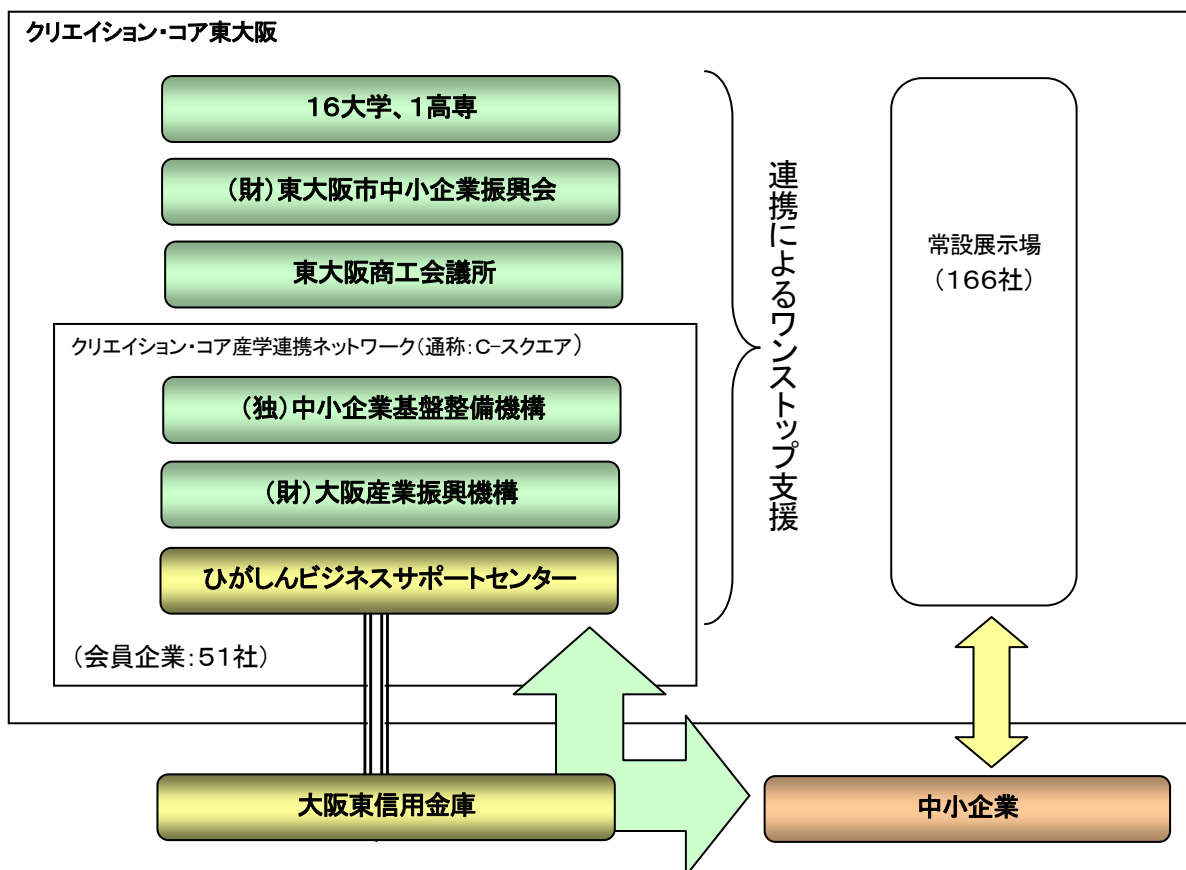 クリエイション・コア東大阪
16大学、1高専
(財)東大阪市中小企業振興会
東大阪商工会議所
クリエイション・コア産学連携ネットワーク(通称:C-スクエア)
(独)中小企業基盤整備機構
(財)大阪産業振興機構
ひがしんビジネスサポートセンター
(会員企業:51社)
連携によるワンストップ支援
常設展示場
(166社)
大阪東信用金庫
中小企業